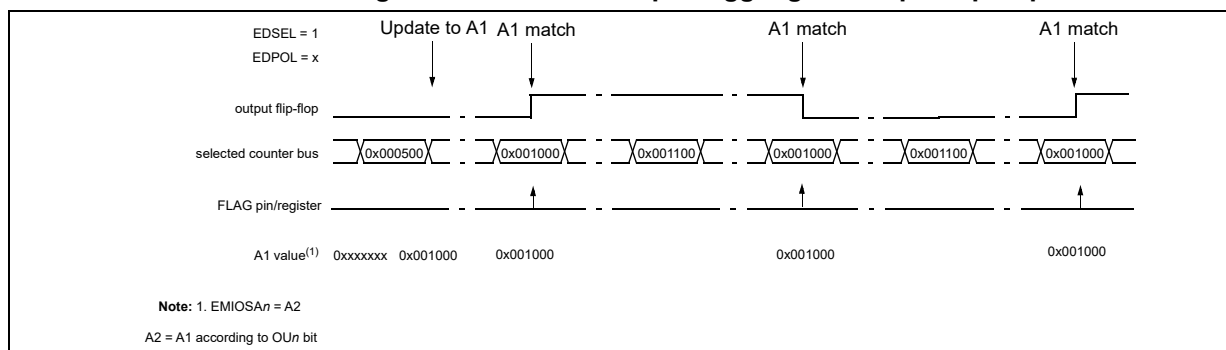 EDSEL = 1
Update to A1 A1 match A1 match A1 match
EDPOL = x
output flip-flop
selected counter bus 0x000500 0x001000 0x001100 0x001000 0x001100 0x001000
FLAG pin/register
A1 value(1) 0xxxxxxx 0x001000 0x001000 0x001000 0x001000
Note: 1. EMIOSAn = A2
A2 = A1 according to OUn bit